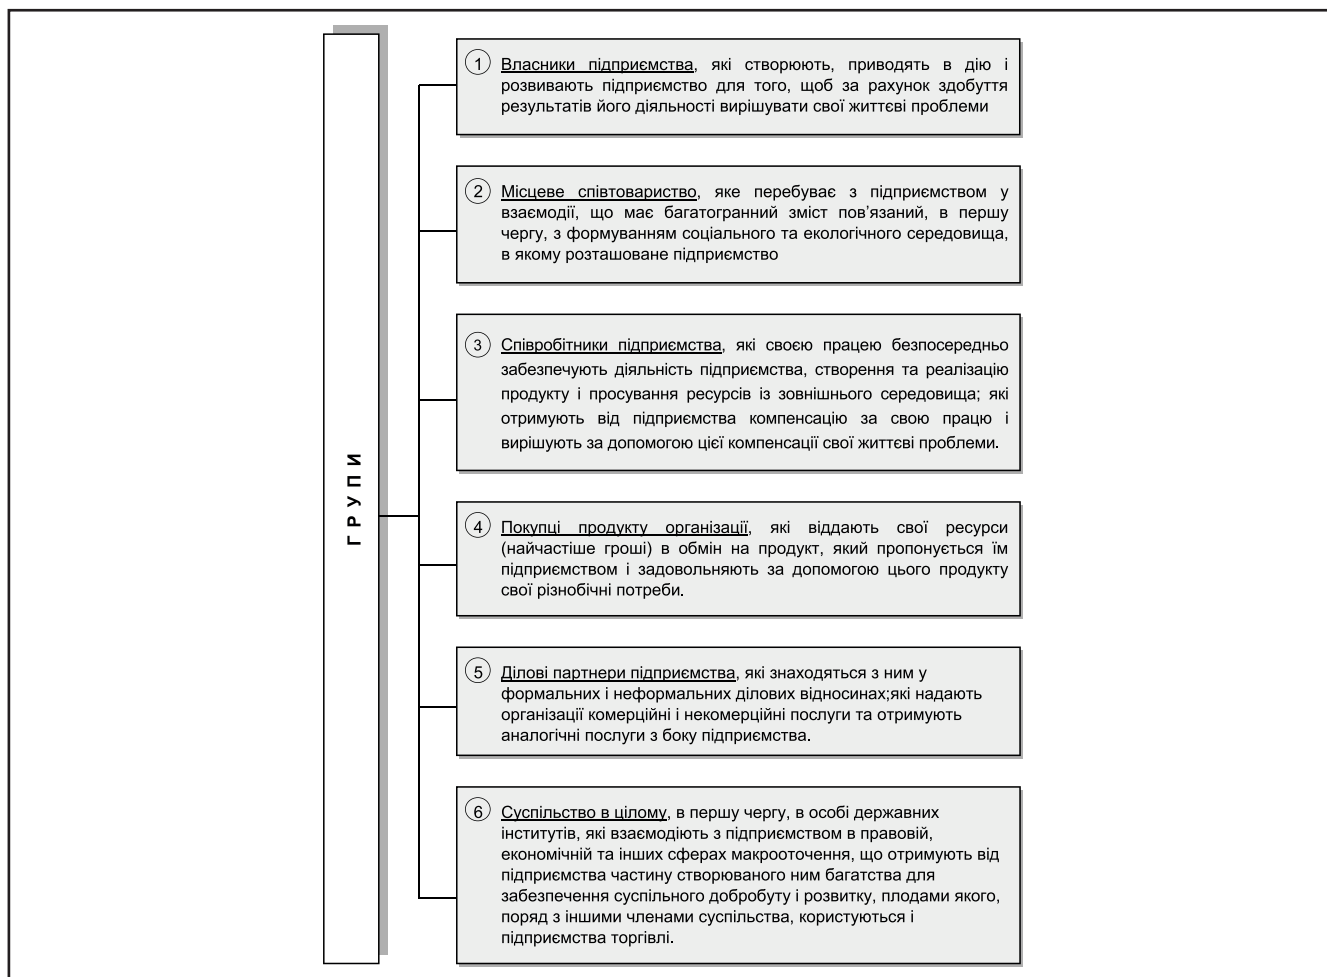 ГРУПИ
1 Власники підприємства, які створюють, приводять в дію і
розвивають підприємство для того, щоб за рахунок здобуття
результатів його діяльності вирішувати свої життєві проблеми
2 Місцеве співтовариство, яке перебуває з підприємством у
взаємодії, що має багатогранний зміст пов’язаний, в першу
чергу, з формуванням соціального та екологічного середовища,
в якому розташоване підприємство
3 Співробітники підприємства, які своєю працею безпосередньо
забезпечують діяльність підприємства, створення та реалізацію
продукту і просування ресурсів із зовнішнього середовища; які
отримують від підприємства компенсацію за свою працю і
вирішують за допомогою цієї компенсації свої життєві проблеми.
4 Покупці продукту організації, які віддають свої ресурси
(найчастіше гроші) в обмін на продукт, який пропонується їм
підприємством і задовольняють за допомогою цього продукту
свої різнобічні потреби.
5 Ділові партнери підприємства, які знаходяться з ним у
формальних і неформальних ділових відносинах;які надають
організації комерційні і некомерційні послуги та отримують
аналогічні послуги з боку підприємства.
6 Суспільство в цілому, в першу чергу, в особі державних
інститутів, які взаємодіють з підприємством в правовій,
економічній та інших сферах макрооточення, що отримують від
підприємства частину створюваного ним багатства для
забезпечення суспільного добробуту і розвитку, плодами якого,
поряд з іншими членами суспільства, користуються і
підприємства торгівлі.